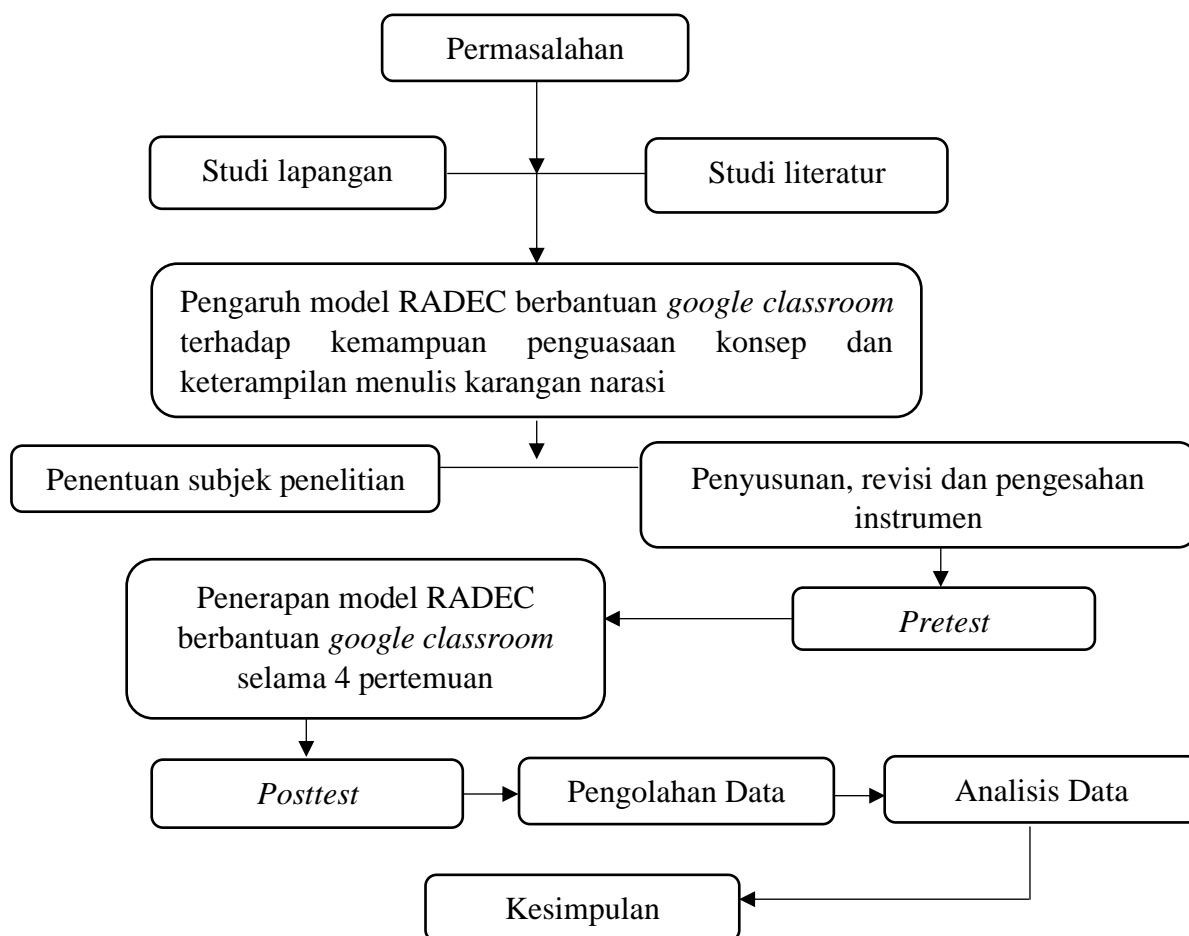 Permasalahan
Studi lapangan
Studi literatur
Pengaruh model RADEC berbantuan google classroom
terhadap kemampuan penguasaan konsep dan
keterampilan menulis karangan narasi
Penentuan subjek penelitian
Penyusunan, revisi dan pengesahan
instrumen
Penerapan model RADEC
berbantuan google classroom
selama 4 pertemuan
Pretest
Posttest
Pengolahan Data
Analisis Data
Kesimpulan